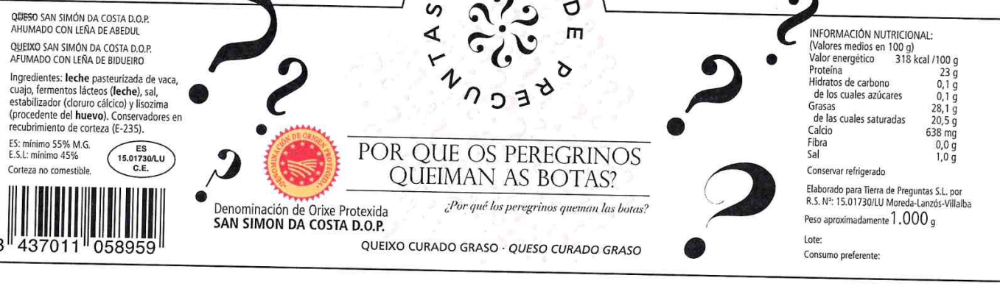 QUESO SAN SIMÓN DA COSTA D.O.P.
AHUMADO CON LEÑA DE ABEDUL
QUEIXO SAN SIMÓN DA COSTA D.O.P.
AFUMADO CON LEÑA DE BIDUEIRO
Ingredientes: leche pasteurizada de vaca,
cuajo, fermentos lácteos (leche), sal,
estabilizador (cloruro cálcico) y lisozima
(procedente del huevo). Conservadores en
recubrimiento de corteza (E-235).
ES: mínimo 55% M.G.
E.S.L: mínimo 45%
Corteza no comestible.
ES
15.01730/LU
C.E.
8 437011 058959
DE PREGUNTAS
DENOMINACIÓN DE ORIGEN PROTEGIDA
Denominación de Orixe Protexida
SAN SIMON DA COSTA D.O.P.
POR QUE OS PEREGRINOS
QUEIMAN AS BOTAS?
¿Por qué los peregrinos queman las botas?
QUEIXO CURADO GRASO · QUESO CURADO GRASO
INFORMACIÓN NUTRICIONAL:
(Valores medios en 100 g)
Valor energético 318 kcal /100 g
Proteína 23 g
Hidratos de carbono 0,1 g
de los cuales azúcares 0,1 g
Grasas 28,1 g
de las cuales saturadas 20,5 g
Calcio 638 mg
Fibra 0,0 g
Sal 1,0 g
Conservar refrigerado
Elaborado para Tierra de Preguntas S.L. por
R.S. Nº: 15.01730/LU Moreda-Lanzós-Villalba
Peso aproximadamente 1.000 g
Lote:
Consumo preferente: